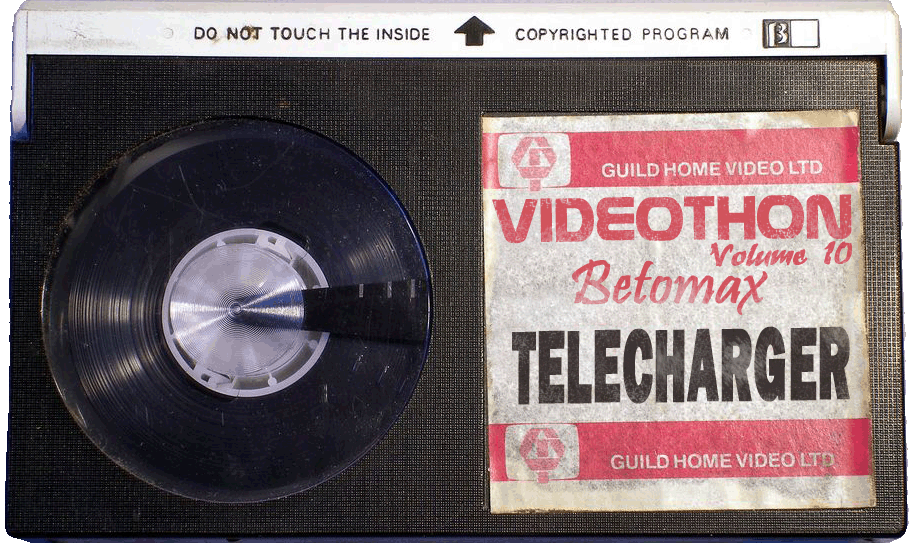 DO NOT TOUCH THE INSIDE COPYRIGHTED PROGRAM B
GUILD HOME VIDEO LTD
VIDEOTHON
Volume 10
Betomax
TELECHARGER
GUILD HOME VIDEO LTD